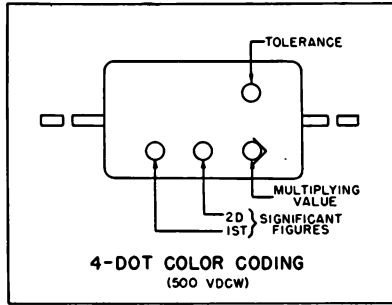 TOLERANCE
MULTIPLYING
VALUE
2D } SIGNIFICANT
1ST } FIGURES
4-DOT COLOR CODING
(500 VDCW)